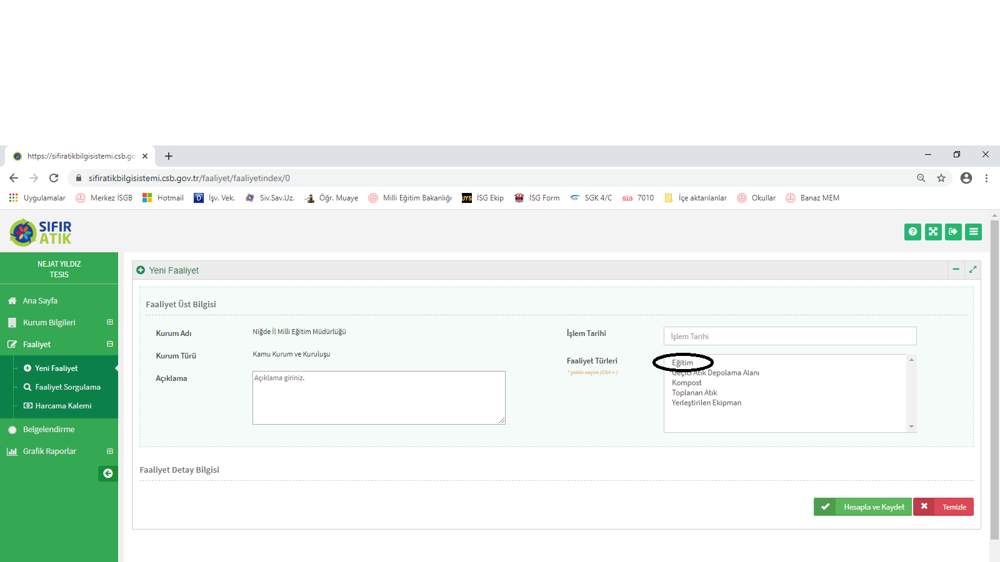 https://sifiratikbilgisistemi.csb.go
sifiratikbilgisistemi.csb.gov.tr/faaliyet/faaliyetindex/0
Uygulamalar Merkez İSGB Hotmail D İşv. Vek. Siv.Sav.Uz. Öğr. Muaye Milli Eğitim Bakanlığı UYS İSG Ekip İSG Form SGK 4/C sis 7010 İçe aktarılanlar Okullar Banaz MEM
SIFIR
ATIK
NEJAT YILDIZ
TESIS
Ana Sayfa
Kurum Bilgileri
Faaliyet
Yeni Faaliyet
Faaliyet Sorgulama
Harcama Kalemi
Belgelendirme
Grafik Raporlar
Yeni Faaliyet
Faaliyet Üst Bilgisi
Kurum Adı Niğde İl Milli Eğitim Müdürlüğü
Kurum Türü Kamu Kurum ve Kuruluşu
Açıklama Açıklama giriniz.
İşlem Tarihi İşlem Tarihi
Faaliyet Türleri
* çoklu seçim (Ctrl + )
Eğitim
Geçici Atık Depolama Alanı
Kompost
Toplanan Atık
Yerleştirilen Ekipman
Faaliyet Detay Bilgisi
Hesapla ve Kaydet Temizle